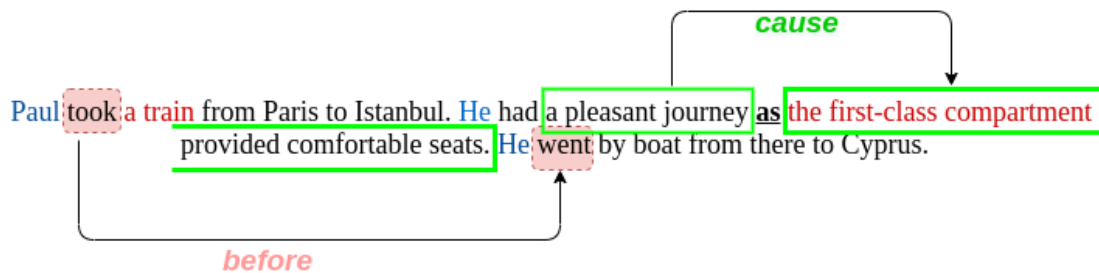 cause
Paul took a train from Paris to Istanbul. He had a pleasant journey as the first-class compartment
provided comfortable seats. He went by boat from there to Cyprus.
before